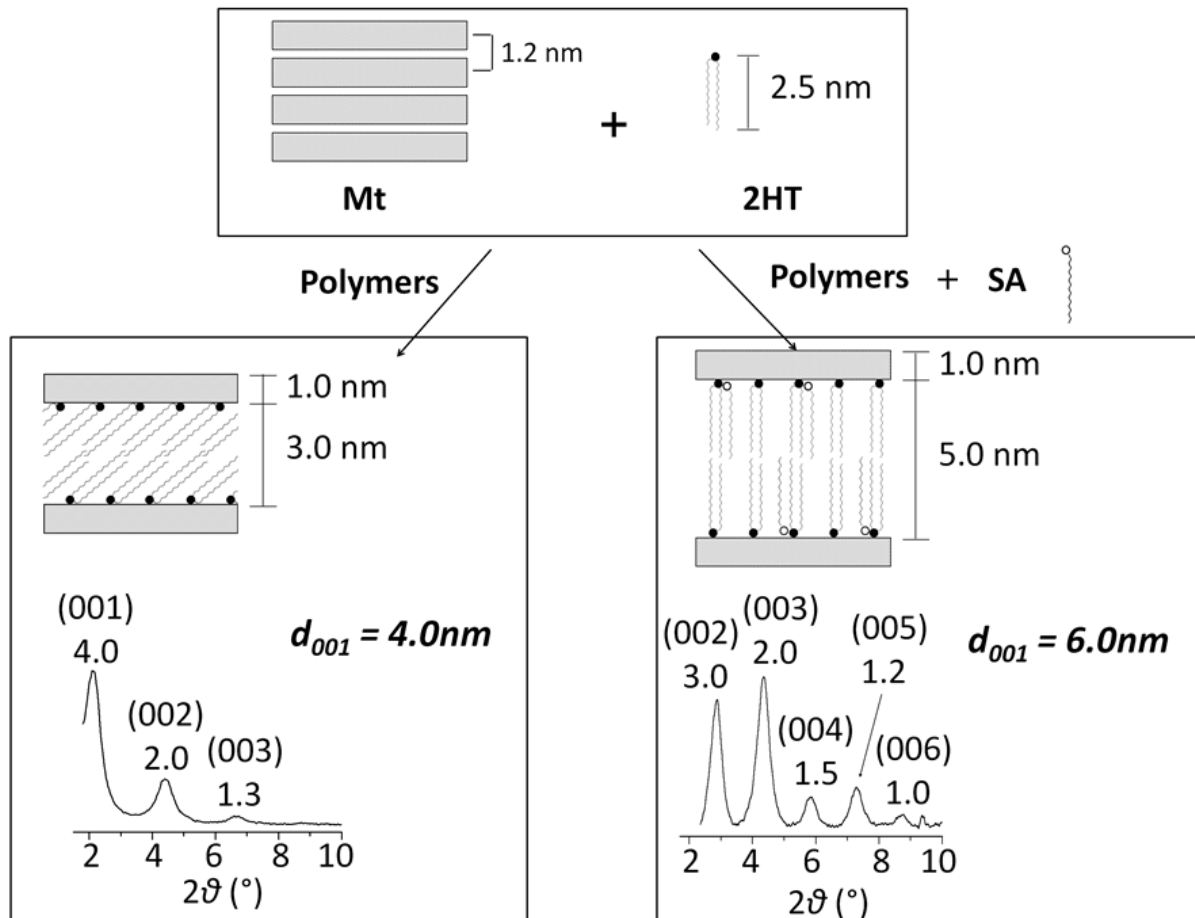 1.2 nm
+
2.5 nm
Mt
2HT
Polymers
Polymers + SA
1.0 nm
3.0 nm
(001)
4.0
(002)
2.0
(003)
1.3
d001 = 4.0nm
2 4 6 8 10
2ϑ (°)
1.0 nm
5.0 nm
(002)
3.0
(003)
2.0
(004)
1.5
(005)
1.2
(006)
1.0
d001 = 6.0nm
2 4 6 8 10
2ϑ (°)